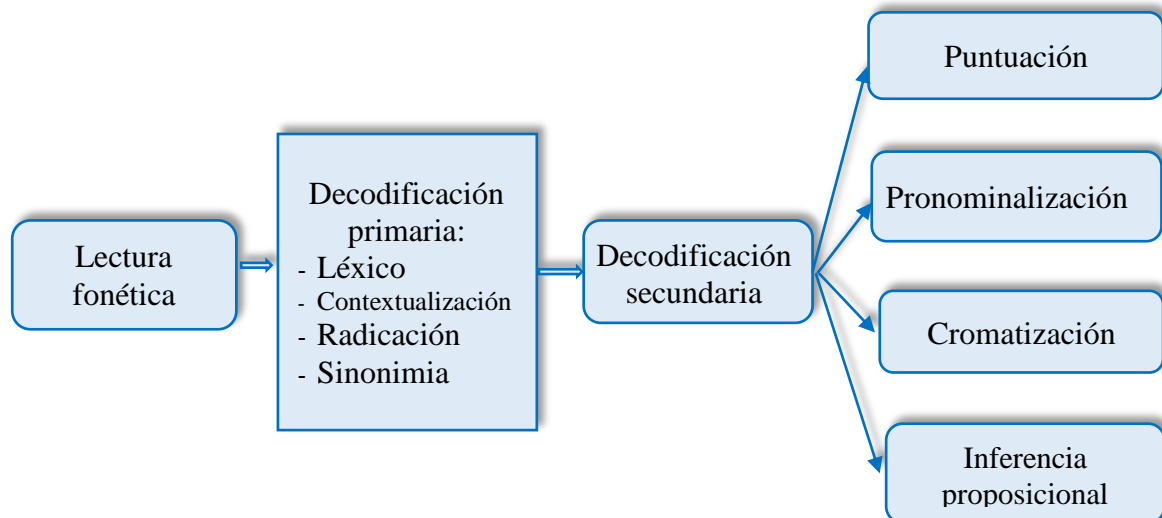 Lectura
fonética
Decodificación
primaria:
- Léxico
- Contextualización
- Radicación
- Sinonimia
Decodificación
secundaria
Puntuación
Pronominalización
Cromatización
Inferencia
proposicional